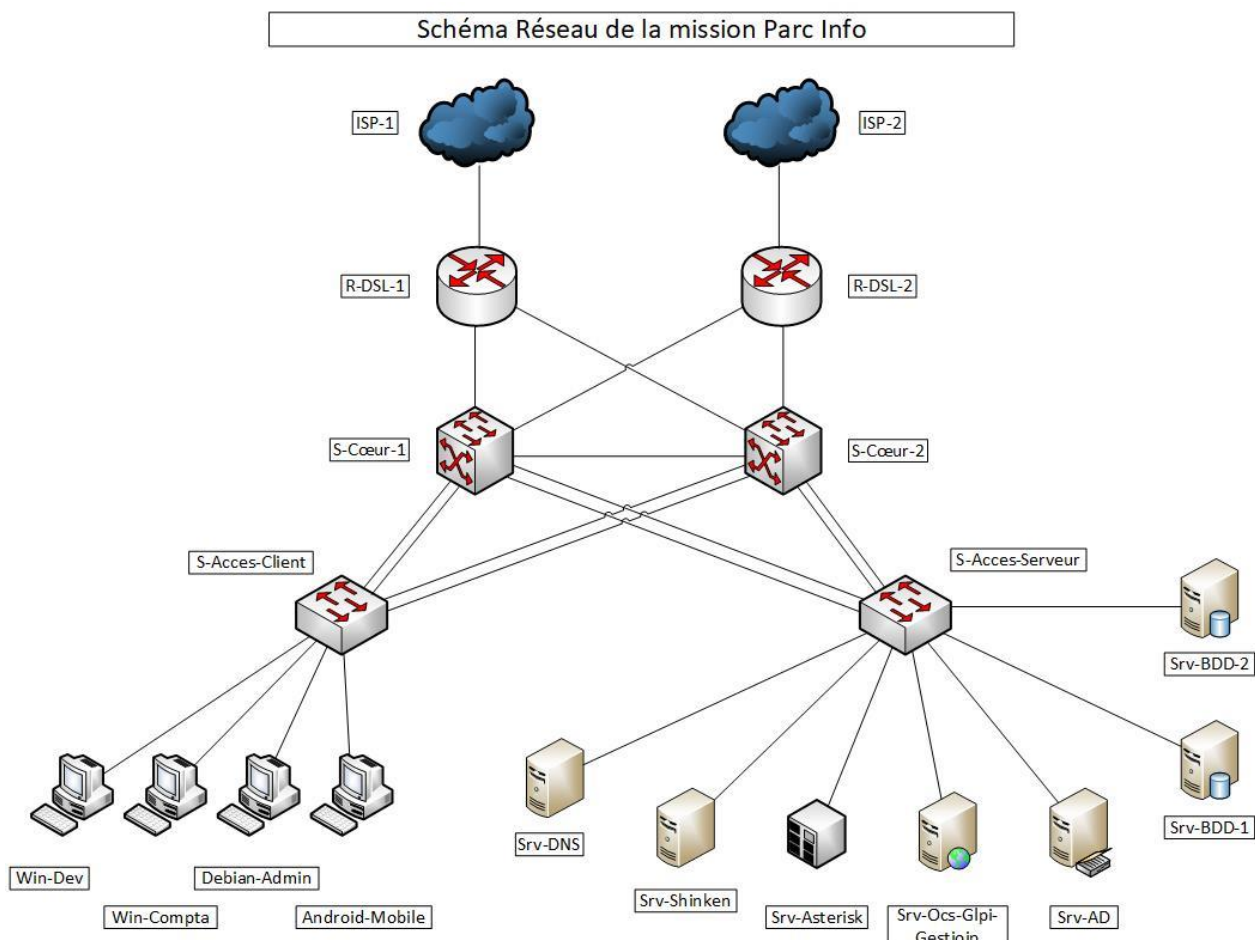 Schéma Réseau de la mission Parc Info
ISP-1
ISP-2
R-DSL-1
R-DSL-2
S-Cœur-1
S-Cœur-2
S-Acces-Client
S-Acces-Serveur
Srv-BDD-2
Srv-BDD-1
Srv-DNS
Win-Dev
Debian-Admin
Srv-Shinken
Win-Compta
Android-Mobile
Srv-Asterisk
Srv-Ocs-Glpi-
Gestioin
Srv-AD